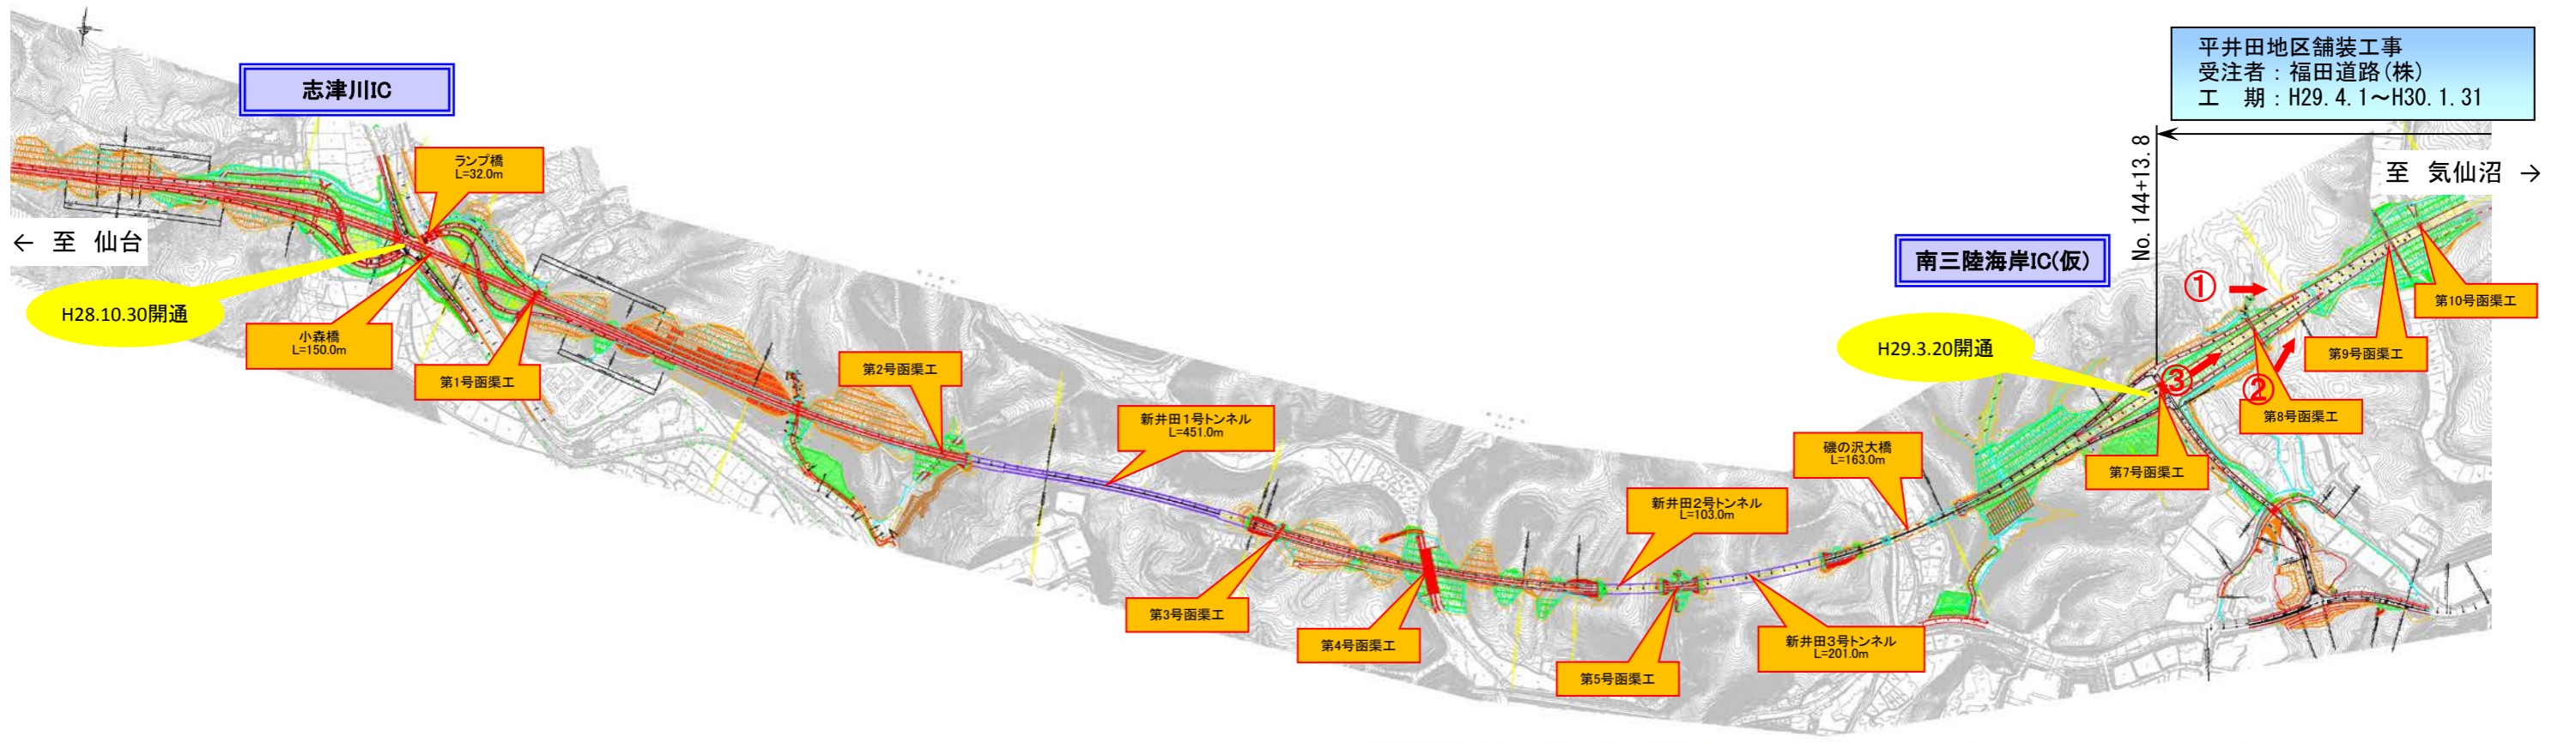 志津川IC
平井田地区舗装工事
受注者：福田道路(株)
工　期：H29.4.1～H30.1.31
No. 144+13.8
至 気仙沼 →
← 至 仙台
ランプ橋
L=32.0m
南三陸海岸IC(仮)
H28.10.30開通
小森橋
L=150.0m
第1号函渠工
第2号函渠工
新井田1号トンネル
L=451.0m
第3号函渠工
第4号函渠工
新井田2号トンネル
L=103.0m
第5号函渠工
新井田3号トンネル
L=201.0m
磯の沢大橋
L=163.0m
H29.3.20開通
①
②
③
第7号函渠工
第8号函渠工
第9号函渠工
第10号函渠工